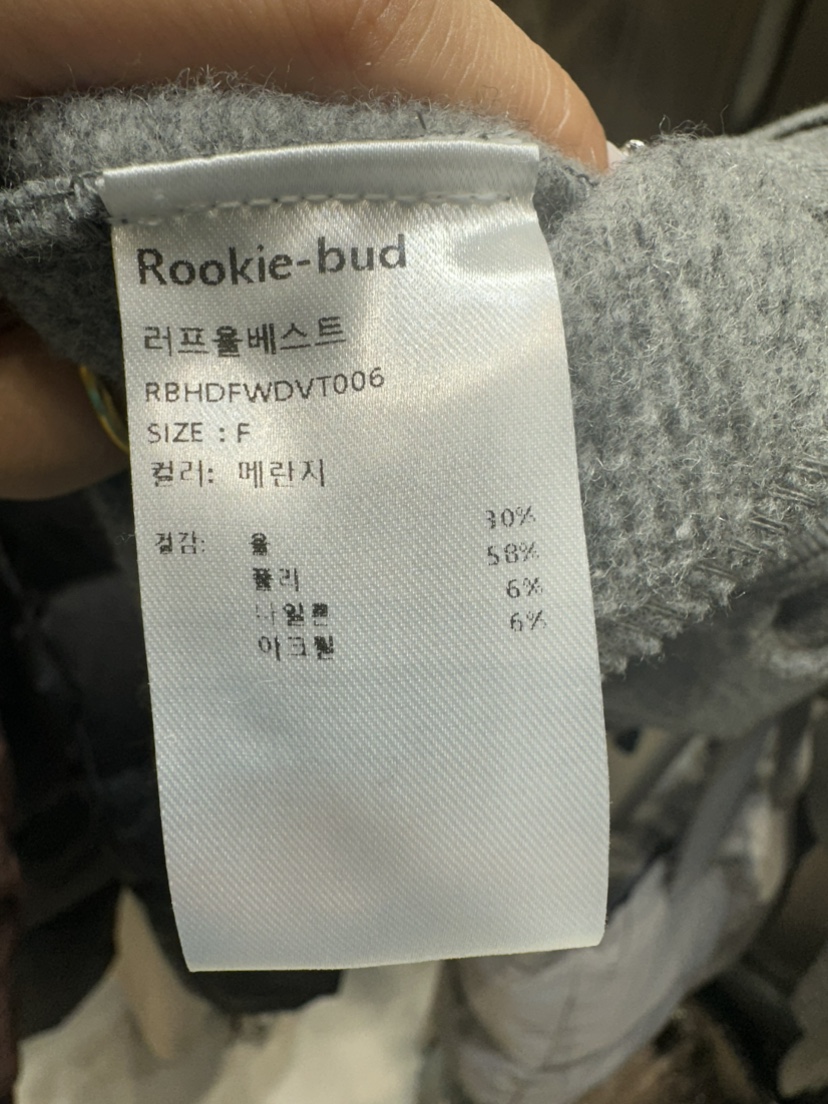 Rookie-bud
러프울베스트
RBHDFWDVT006
SIZE : F
컬러: 메란지
겉감: 울 30%
폴리 58%
나일론 6%
아크릴 6%